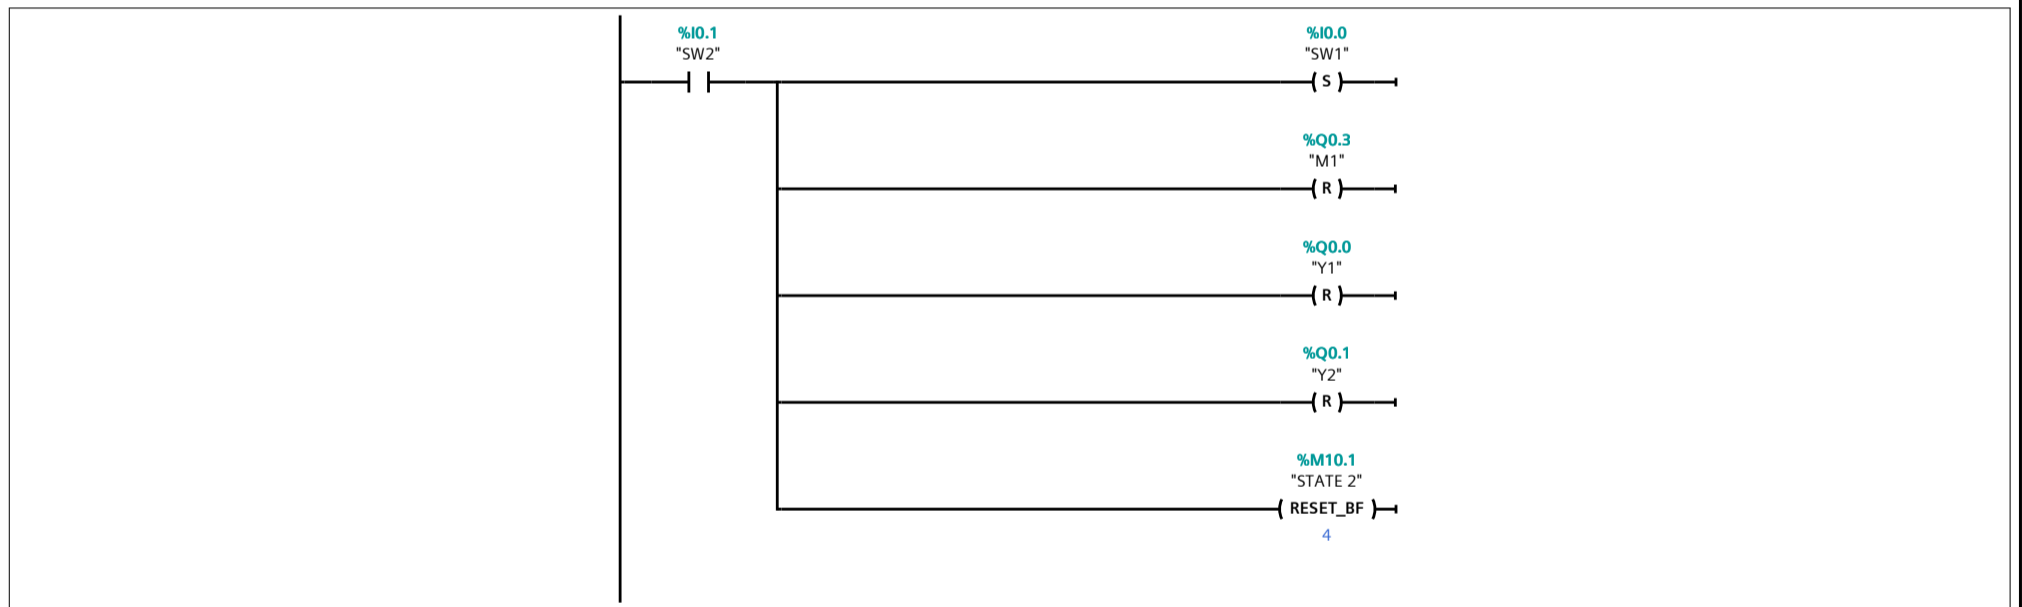 %I0.1
"SW2"
%I0.0
"SW1"
S
%Q0.3
"M1"
R
%Q0.0
"Y1"
R
%Q0.1
"Y2"
R
%M10.1
"STATE 2"
RESET_BF
4